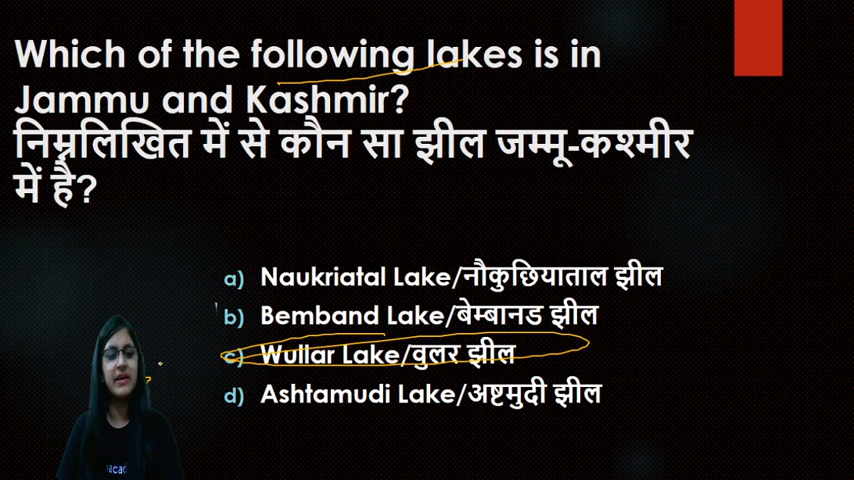 Which of the following lakes is in
Jammu and Kashmir?
निम्नलिखित में से कौन सा झील जम्मू-कश्मीर
में है?
a) Naukriatal Lake/नौकुछियाताल झील
b) Bemband Lake/बेम्बानड झील
c) Wullar Lake/वुलर झील
d) Ashtamudi Lake/अष्टमुदी झील
acad